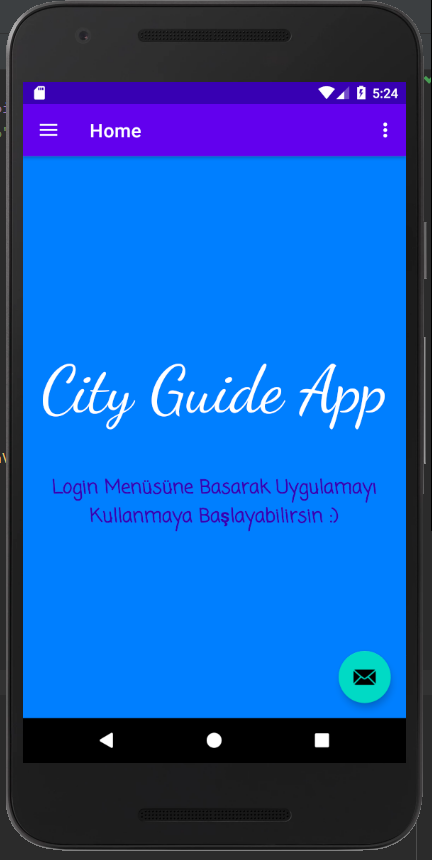 5:24
Home
City Guide App
Login Menüsüne Basarak Uygulamayı
Kullanmaya Başlayabilirsin :)